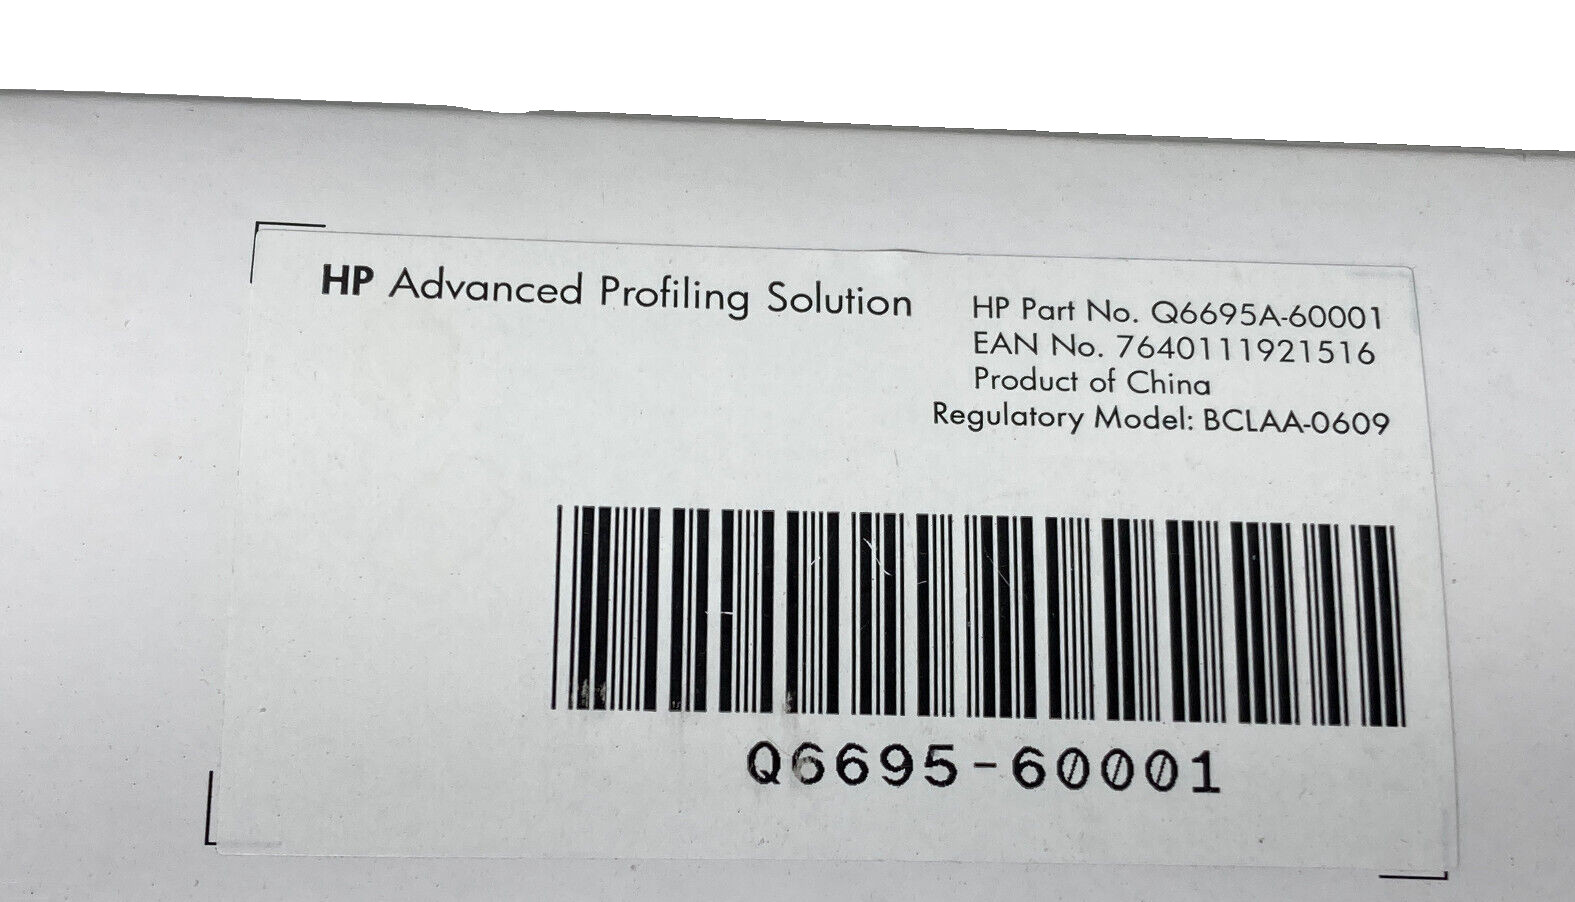 HP Advanced Profiling Solution
HP Part No. Q6695A-60001
EAN No. 7640111921516
Product of China
Regulatory Model: BCLAA-0609
Q6695-60001